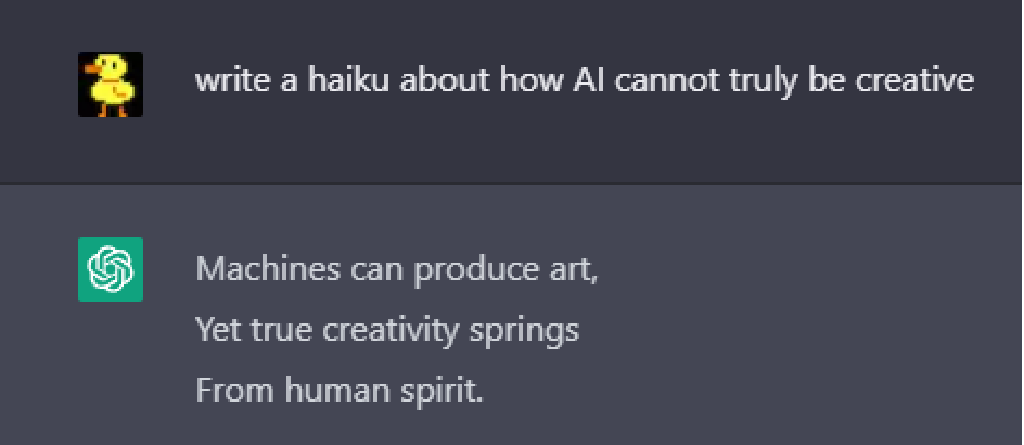 write a haiku about how AI cannot truly be creative
Machines can produce art,
Yet true creativity springs
From human spirit.